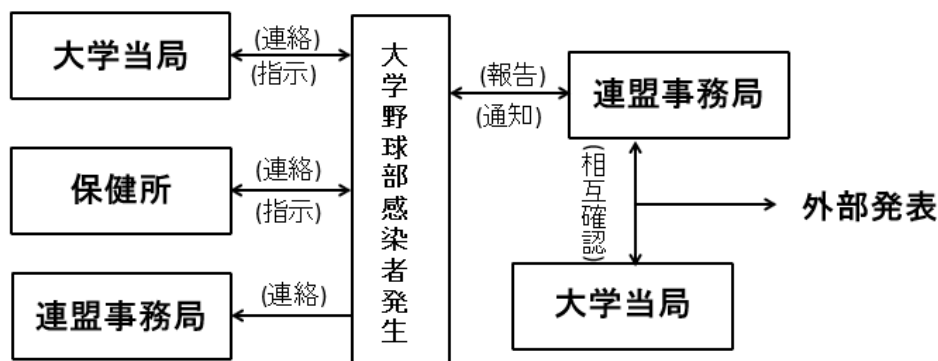 大学当局
(連絡)
(指示)
保健所
(連絡)
(指示)
連盟事務局
(連絡)
大学野球部感染者発生
(報告)
(通知)
連盟事務局
(相互確認)
外部発表
大学当局